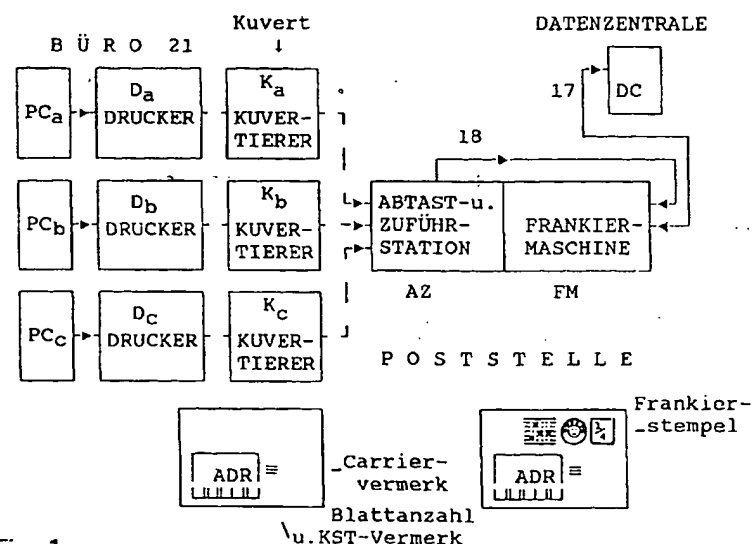 Kuvert
DATENZENTRALE
BÜRO 21
PCa
Da
DRUCKER
Ka
KUVER-
TIERER
17
DC
18
PCb
Db
DRUCKER
Kb
KUVER-
TIERER
ABTAST-u.
ZUFÜHR-
STATION
FRANKIER-
MASCHINE
AZ
FM
PCC
DC
DRUCKER
KC
KUVER-
TIERER
POSTSTELLE
ADR
Carrier-
vermerk
Blattanzahl
u.KST-Vermerk
ADR
Frankier-
stempel